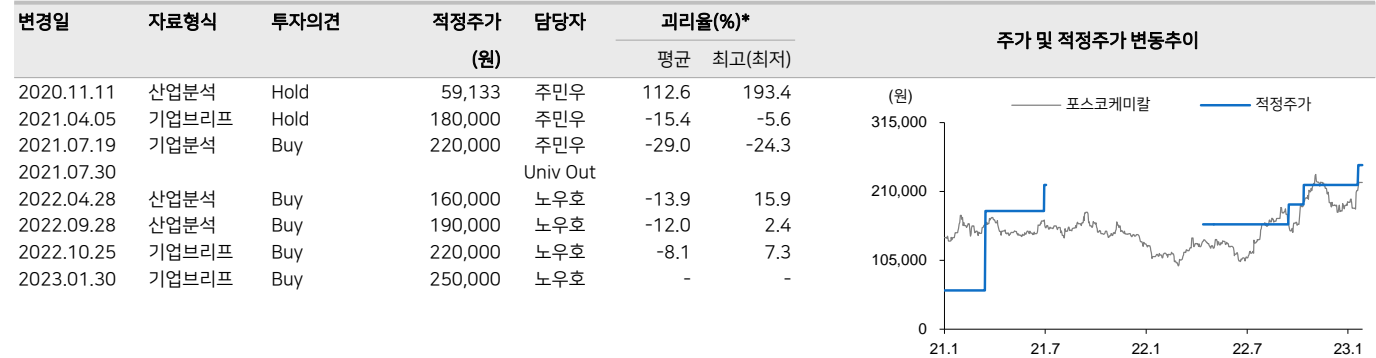 변경일 자료형식 투자의견 적정주가 담당자 괴리율(%)* 주가 및 적정주가 변동추이
(원) 평균 최고(최저)
2020.11.11 산업분석 Hold 59,133 주민우 112.6 193.4
2021.04.05 기업브리프 Hold 180,000 주민우 -15.4 -5.6
2021.07.19 기업분석 Buy 220,000 주민우 -29.0 -24.3
2021.07.30 Univ Out
2022.04.28 산업분석 Buy 160,000 노우호 -13.9 15.9
2022.09.28 산업분석 Buy 190,000 노우호 -12.0 2.4
2022.10.25 기업브리프 Buy 220,000 노우호 -8.1 7.3
2023.01.30 기업브리프 Buy 250,000 노우호 - -
(원) 포스코케미칼 적정주가
315,000
210,000
105,000
0
21.1 21.7 22.1 22.7 23.1